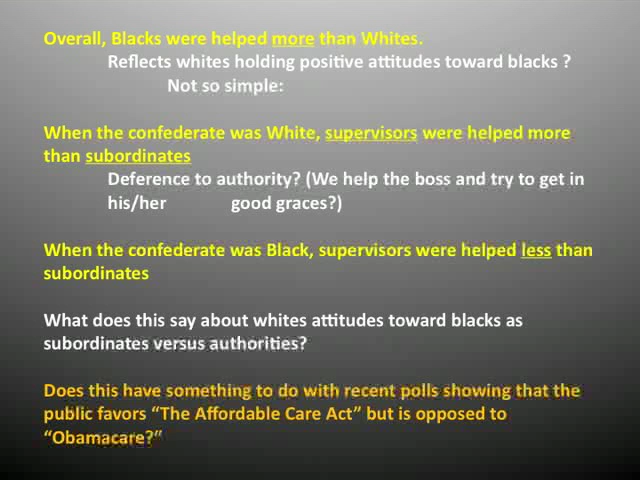 Overall, Blacks were helped more than Whites.
Reflects whites holding positive attitudes toward blacks ?
Not so simple:
When the confederate was White, supervisors were helped more
than subordinates
Deference to authority? (We help the boss and try to get in
his/her good graces?)
When the confederate was Black, supervisors were helped less than
subordinates
What does this say about whites attitudes toward blacks as
subordinates versus authorities?
Does this have something to do with recent polls showing that the
public favors “The Affordable Care Act” but is opposed to
“Obamacare?”